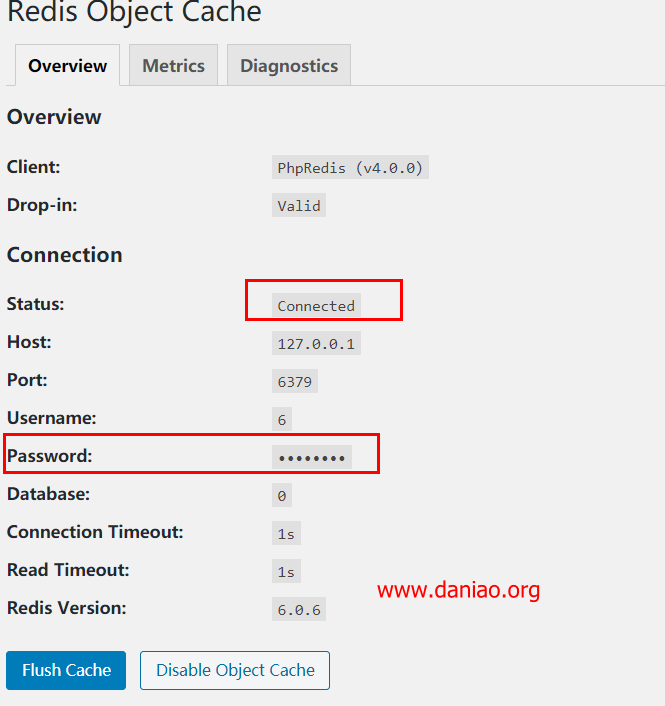 Redis Object Cache
Overview Metrics Diagnostics
Overview
Client: PhpRedis (v4.0.0)
Drop-in: Valid
Connection
Status: Connected
Host: 127.0.0.1
Port: 6379
Username: 6
Password: ••••••••
Database: 0
Connection Timeout: 1s
Read Timeout: 1s
www.daniao.org
Redis Version: 6.0.6
Flush Cache Disable Object Cache